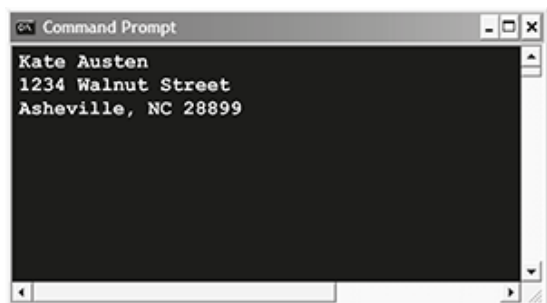 Command Prompt
Kate Austen
1234 Walnut Street
Asheville, NC 28899